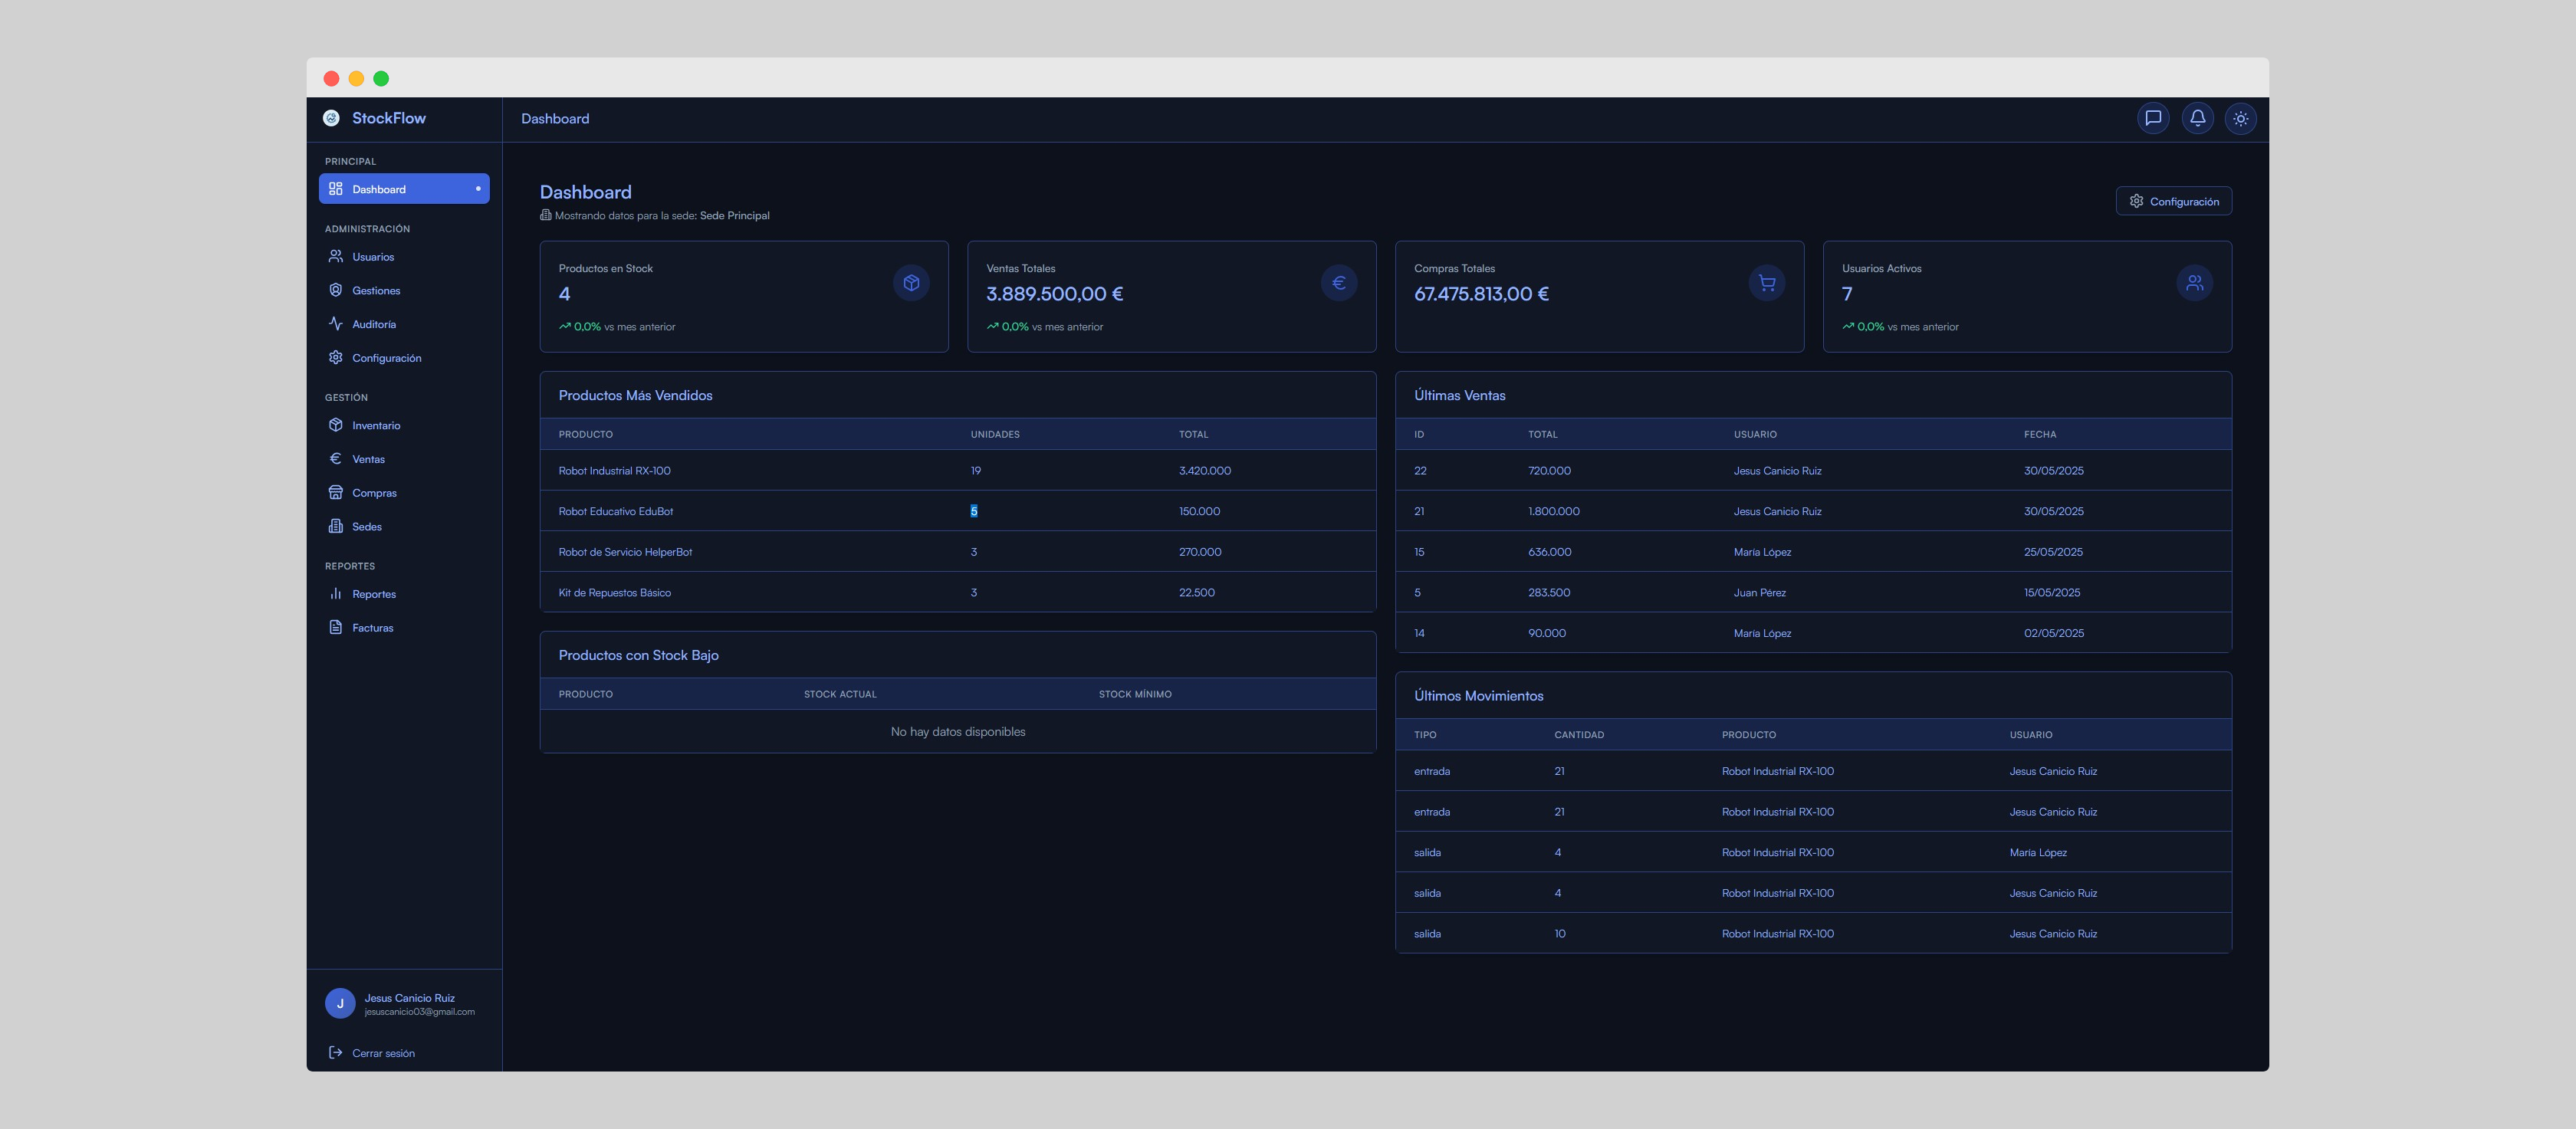 StockFlow
Dashboard
PRINCIPAL
Dashboard
ADMINISTRACIÓN
Usuarios
Gestiones
Auditoría
Configuración
GESTIÓN
Inventario
Ventas
Compras
Sedes
REPORTES
Reportes
Facturas
J
Jesus Canicio Ruiz
jesuscanicio03@gmail.com
Cerrar sesión
Dashboard
Mostrando datos para la sede: Sede Principal
Configuración
Productos en Stock
4
0,0% vs mes anterior
Ventas Totales
3.889.500,00 €
0,0% vs mes anterior
Compras Totales
67.475.813,00 €
Usuarios Activos
7
0,0% vs mes anterior
Productos Más Vendidos
PRODUCTO UNIDADES TOTAL
Robot Industrial RX-100 19 3.420.000
Robot Educativo EduBot 5 150.000
Robot de Servicio HelperBot 3 270.000
Kit de Repuestos Básico 3 22.500
Productos con Stock Bajo
PRODUCTO STOCK ACTUAL STOCK MÍNIMO
No hay datos disponibles
Últimas Ventas
ID TOTAL USUARIO FECHA
22 720.000 Jesus Canicio Ruiz 30/05/2025
21 1.800.000 Jesus Canicio Ruiz 30/05/2025
15 636.000 María López 25/05/2025
5 283.500 Juan Pérez 15/05/2025
14 90.000 María López 02/05/2025
Últimos Movimientos
TIPO CANTIDAD PRODUCTO USUARIO
entrada 21 Robot Industrial RX-100 Jesus Canicio Ruiz
entrada 21 Robot Industrial RX-100 Jesus Canicio Ruiz
salida 4 Robot Industrial RX-100 María López
salida 4 Robot Industrial RX-100 Jesus Canicio Ruiz
salida 10 Robot Industrial RX-100 Jesus Canicio Ruiz